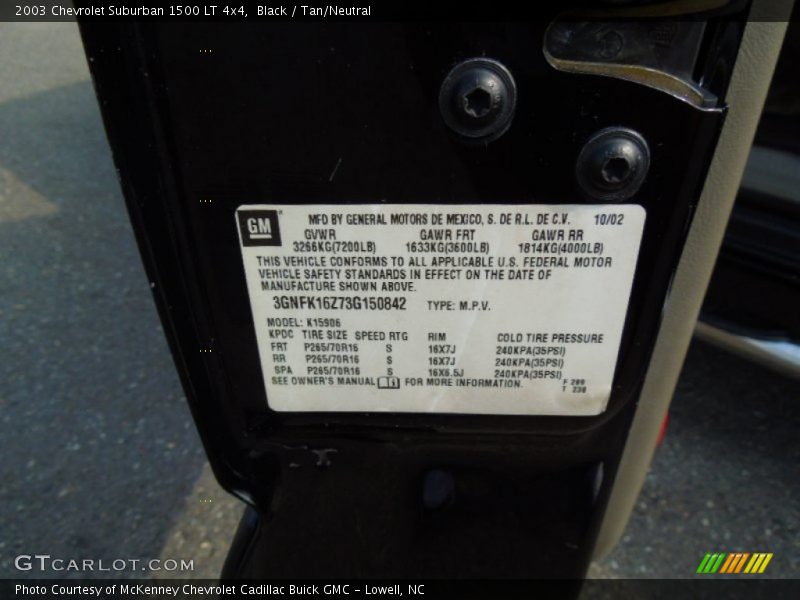 2003 Chevrolet Suburban 1500 LT 4x4, Black / Tan/Neutral
GM
MFD BY GENERAL MOTORS DE MEXICO, S. DE R.L. DE C.V. 10/02
GVWR GAWR FRT GAWR RR
3266KG(7200LB) 1633KG(3600LB) 1814KG(4000LB)
THIS VEHICLE CONFORMS TO ALL APPLICABLE U.S. FEDERAL MOTOR
VEHICLE SAFETY STANDARDS IN EFFECT ON THE DATE OF
MANUFACTURE SHOWN ABOVE.
3GNFK16Z73G150842 TYPE: M.P.V.
MODEL: K15906
KPDC TIRE SIZE SPEED RTG RIM COLD TIRE PRESSURE
FRT P265/70R16 S 16X7J 240KPA(35PSI)
RR P265/70R16 S 16X7J 240KPA(35PSI)
SPA P265/70R16 S 16X6.5J 240KPA(35PSI)
SEE OWNER'S MANUAL FOR MORE INFORMATION. F 209
T 230
GTCARLOT.COM
Photo Courtesy of McKenney Chevrolet Cadillac Buick GMC - Lowell, NC